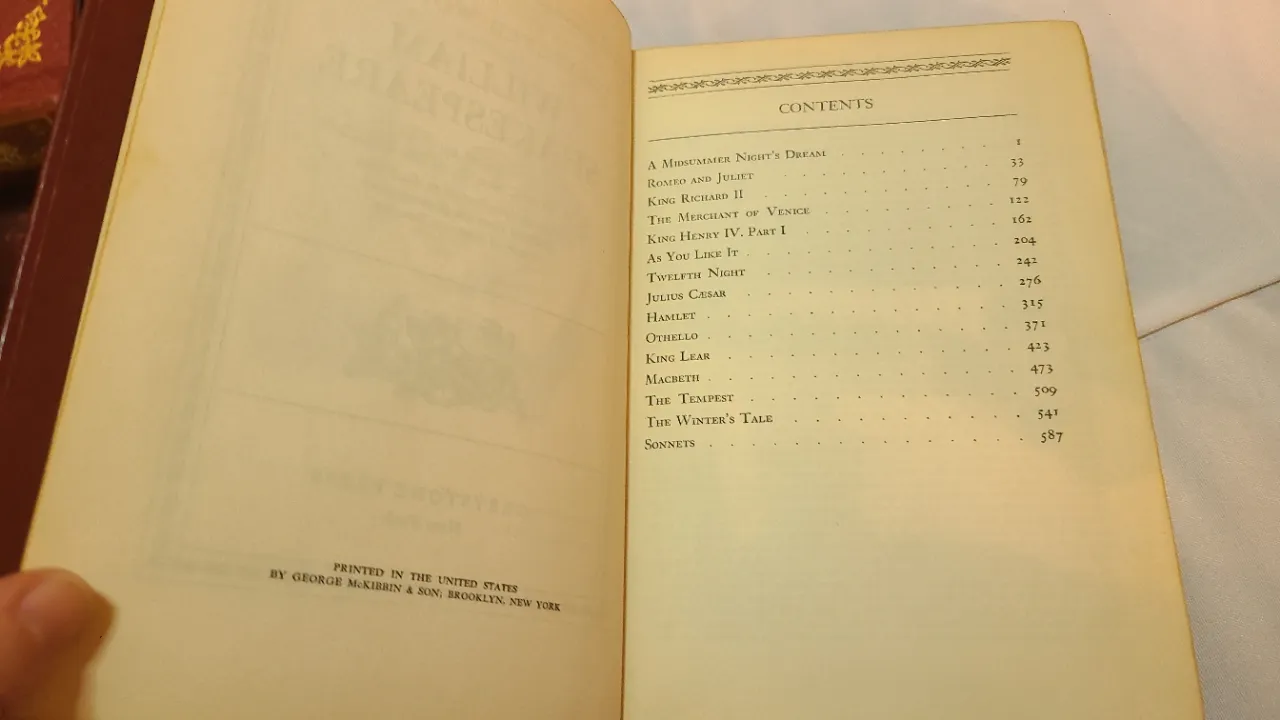 PRINTED IN THE UNITED STATES
BY GEORGE McKIBBIN & SON; BROOKLYN, NEW YORK
CONTENTS
A Midsummer Night's Dream . . . . . . . . 1
Romeo and Juliet . . . . . . . . . . 33
King Richard II . . . . . . . . . . 79
The Merchant of Venice . . . . . . . . 122
King Henry IV, Part I . . . . . . . . . 162
As You Like It . . . . . . . . . . . 204
Twelfth Night . . . . . . . . . . 242
Julius Cæsar . . . . . . . . . . . 276
Hamlet . . . . . . . . . . . . . 315
Othello . . . . . . . . . . . . . 371
King Lear . . . . . . . . . . . . 423
Macbeth . . . . . . . . . . . . . 473
The Tempest . . . . . . . . . . . 509
The Winter's Tale . . . . . . . . . 541
Sonnets . . . . . . . . . . . . . 587